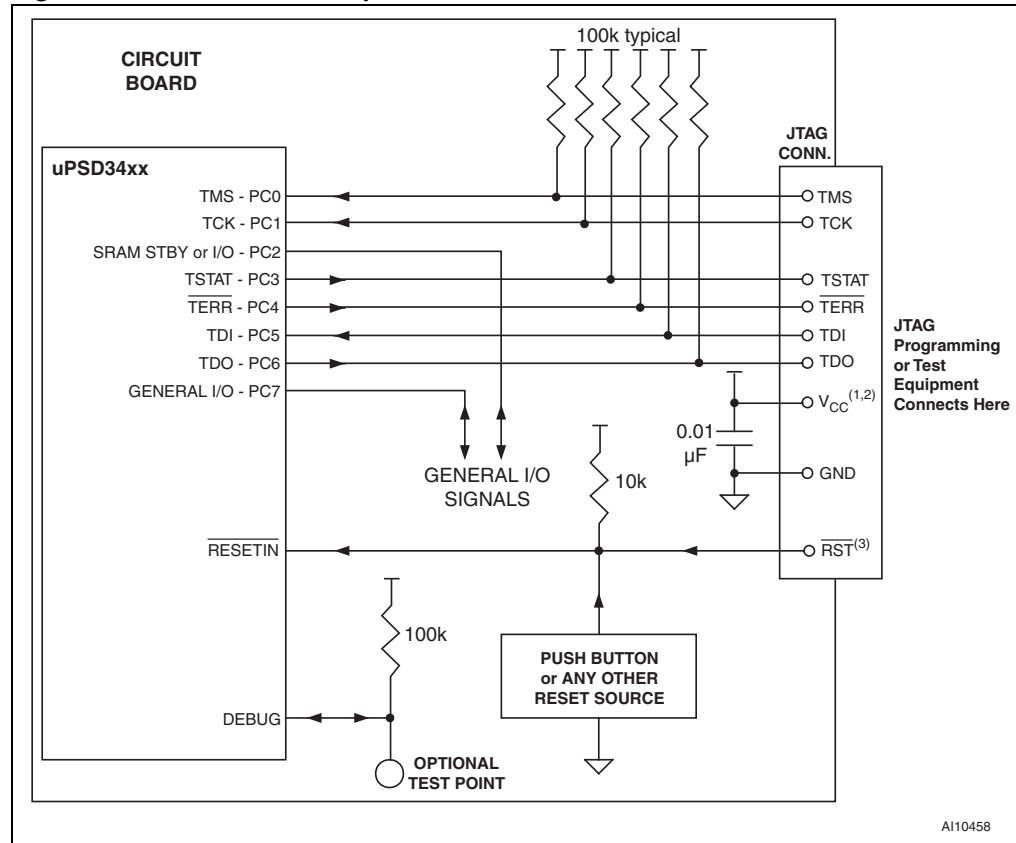 CIRCUIT
BOARD
100k typical
JTAG
CONN.
uPSD34xx
TMS - PC0
TCK - PC1
SRAM STBY or I/O - PC2
TSTAT - PC3
TERR - PC4
TDI - PC5
TDO - PC6
GENERAL I/O - PC7
TMS
TCK
TSTAT
TERR
TDI
TDO
VCC(1,2)
GND
RST(3)
JTAG
Programming
or Test
Equipment
Connects Here
0.01
µF
GENERAL I/O
SIGNALS
10k
RESETIN
100k
PUSH BUTTON
or ANY OTHER
RESET SOURCE
DEBUG
OPTIONAL
TEST POINT
AI10458